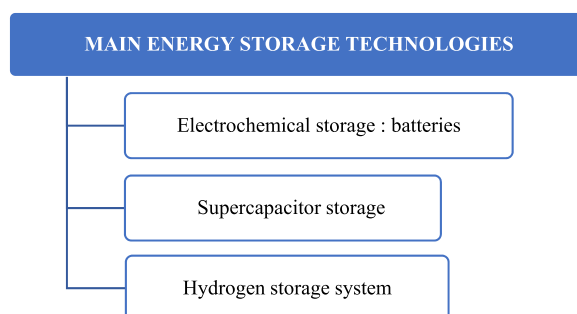 MAIN ENERGY STORAGE TECHNOLOGIES
Electrochemical storage : batteries
Supercapacitor storage
Hydrogen storage system